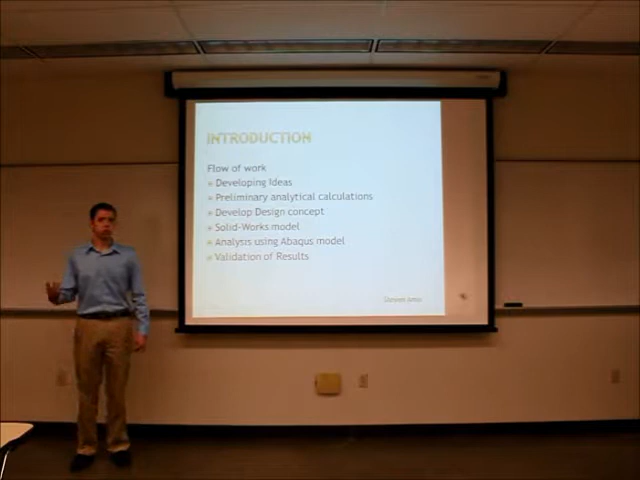 INTRODUCTION
Flow of work
Developing Ideas
Preliminary analytical calculations
Develop Design concept
Solid-Works model
Analysis using Abaqus model
Validation of Results